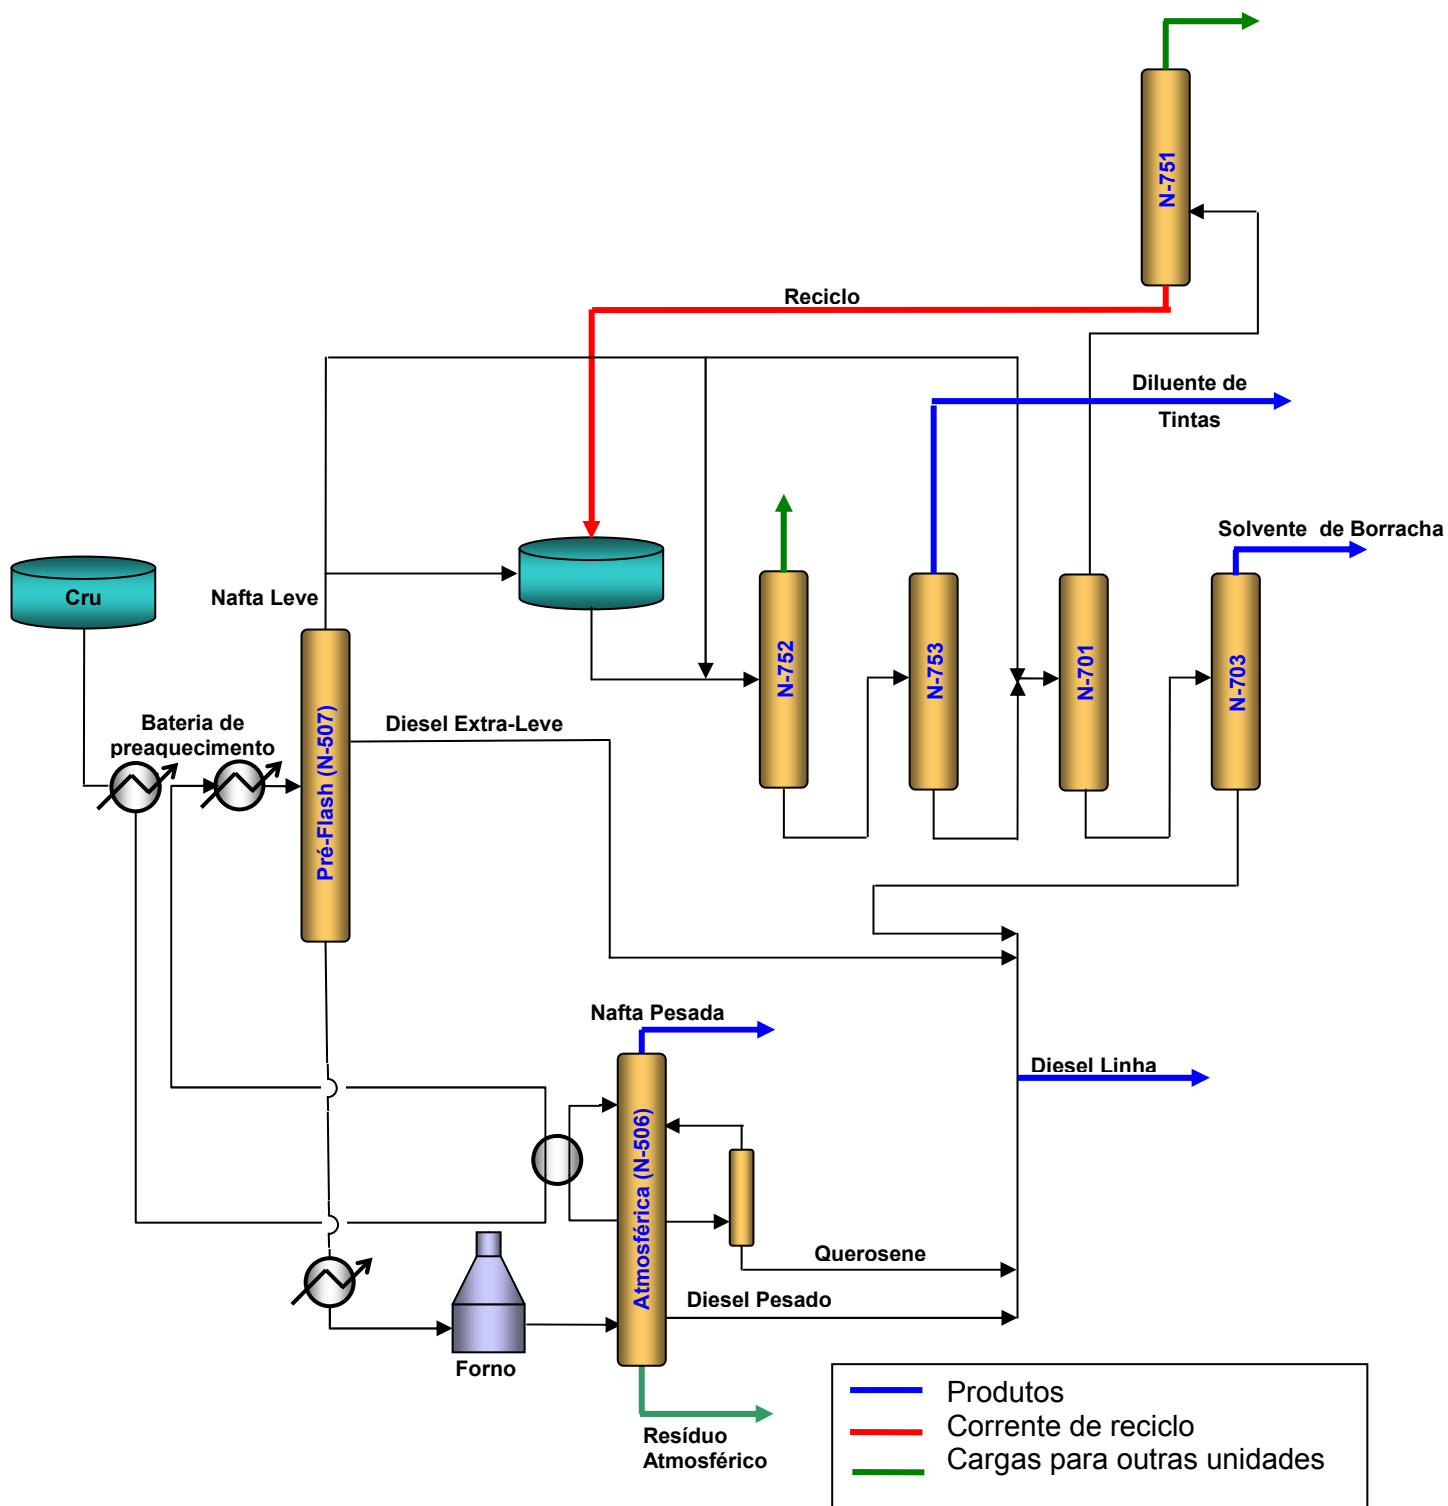 N-751
Reciclo
Diluente de
Tintas
Solvente de Borracha
Cru
Nafta Leve
N-752
N-753
N-701
N-703
Bateria de
preaquecimento
Diesel Extra-Leve
Pré-Flash (N-507)
Nafta Pesada
Diesel Linha
Atmosférica (N-506)
Querosene
Diesel Pesado
Forno
Resíduo
Atmosférico
Produtos
Corrente de reciclo
Cargas para outras unidades